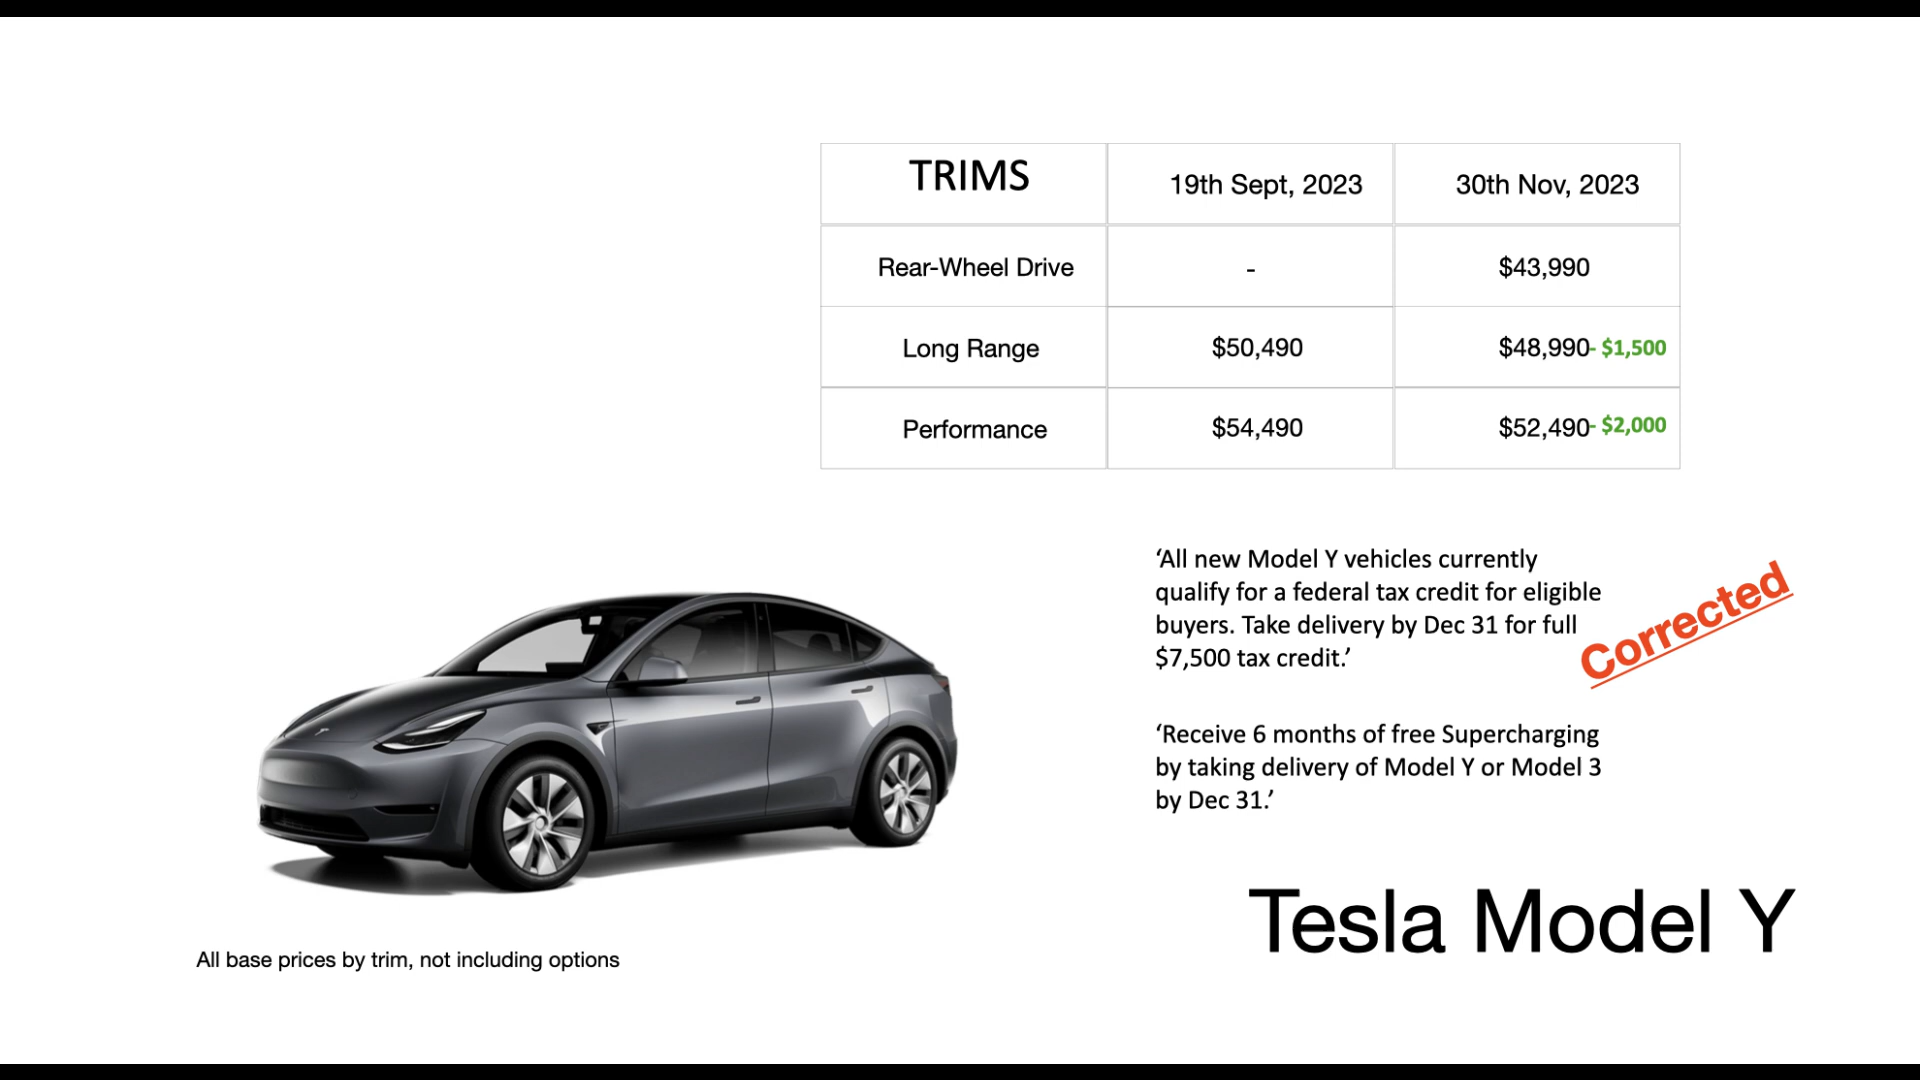 TRIMS 19th Sept, 2023 30th Nov, 2023
Rear-Wheel Drive - $43,990
Long Range $50,490 $48,990 - $1,500
Performance $54,490 $52,490 - $2,000
‘All new Model Y vehicles currently
qualify for a federal tax credit for eligible
buyers. Take delivery by Dec 31 for full
$7,500 tax credit.’
Corrected
‘Receive 6 months of free Supercharging
by taking delivery of Model Y or Model 3
by Dec 31.’
Tesla Model Y
All base prices by trim, not including options